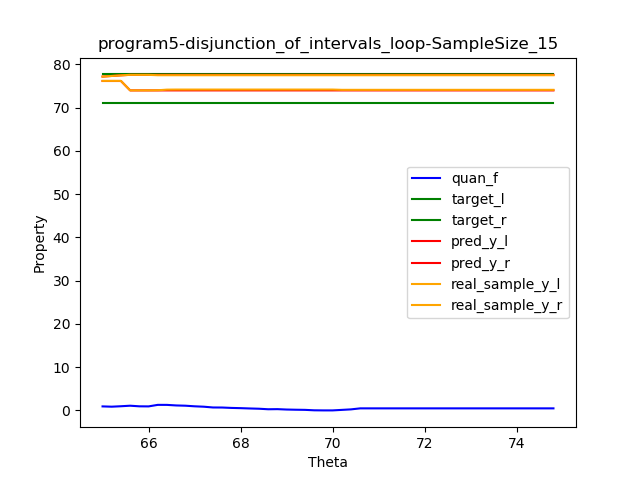 program5-disjunction_of_intervals_loop-SampleSize_15
80
70
60
50
40
30
20
10
0
Property
quan_f
target_l
target_r
pred_y_l
pred_y_r
real_sample_y_l
real_sample_y_r
66 68 70 72 74
Theta